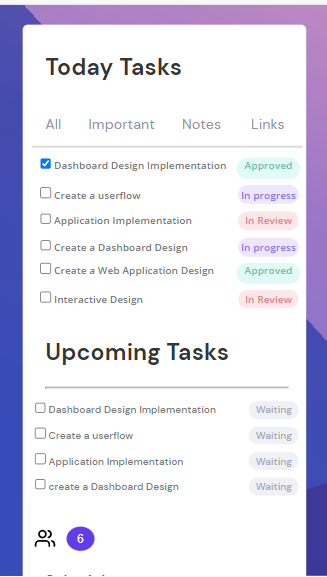 Today Tasks
All Important Notes Links
Dashboard Design Implementation Approved
Create a userflow In progress
Application Implementation In Review
Create a Dashboard Design In progress
Create a Web Application Design Approved
Interactive Design In Review
Upcoming Tasks
Dashboard Design Implementation Waiting
Create a userflow Waiting
Application Implementation Waiting
create a Dashboard Design Waiting
6